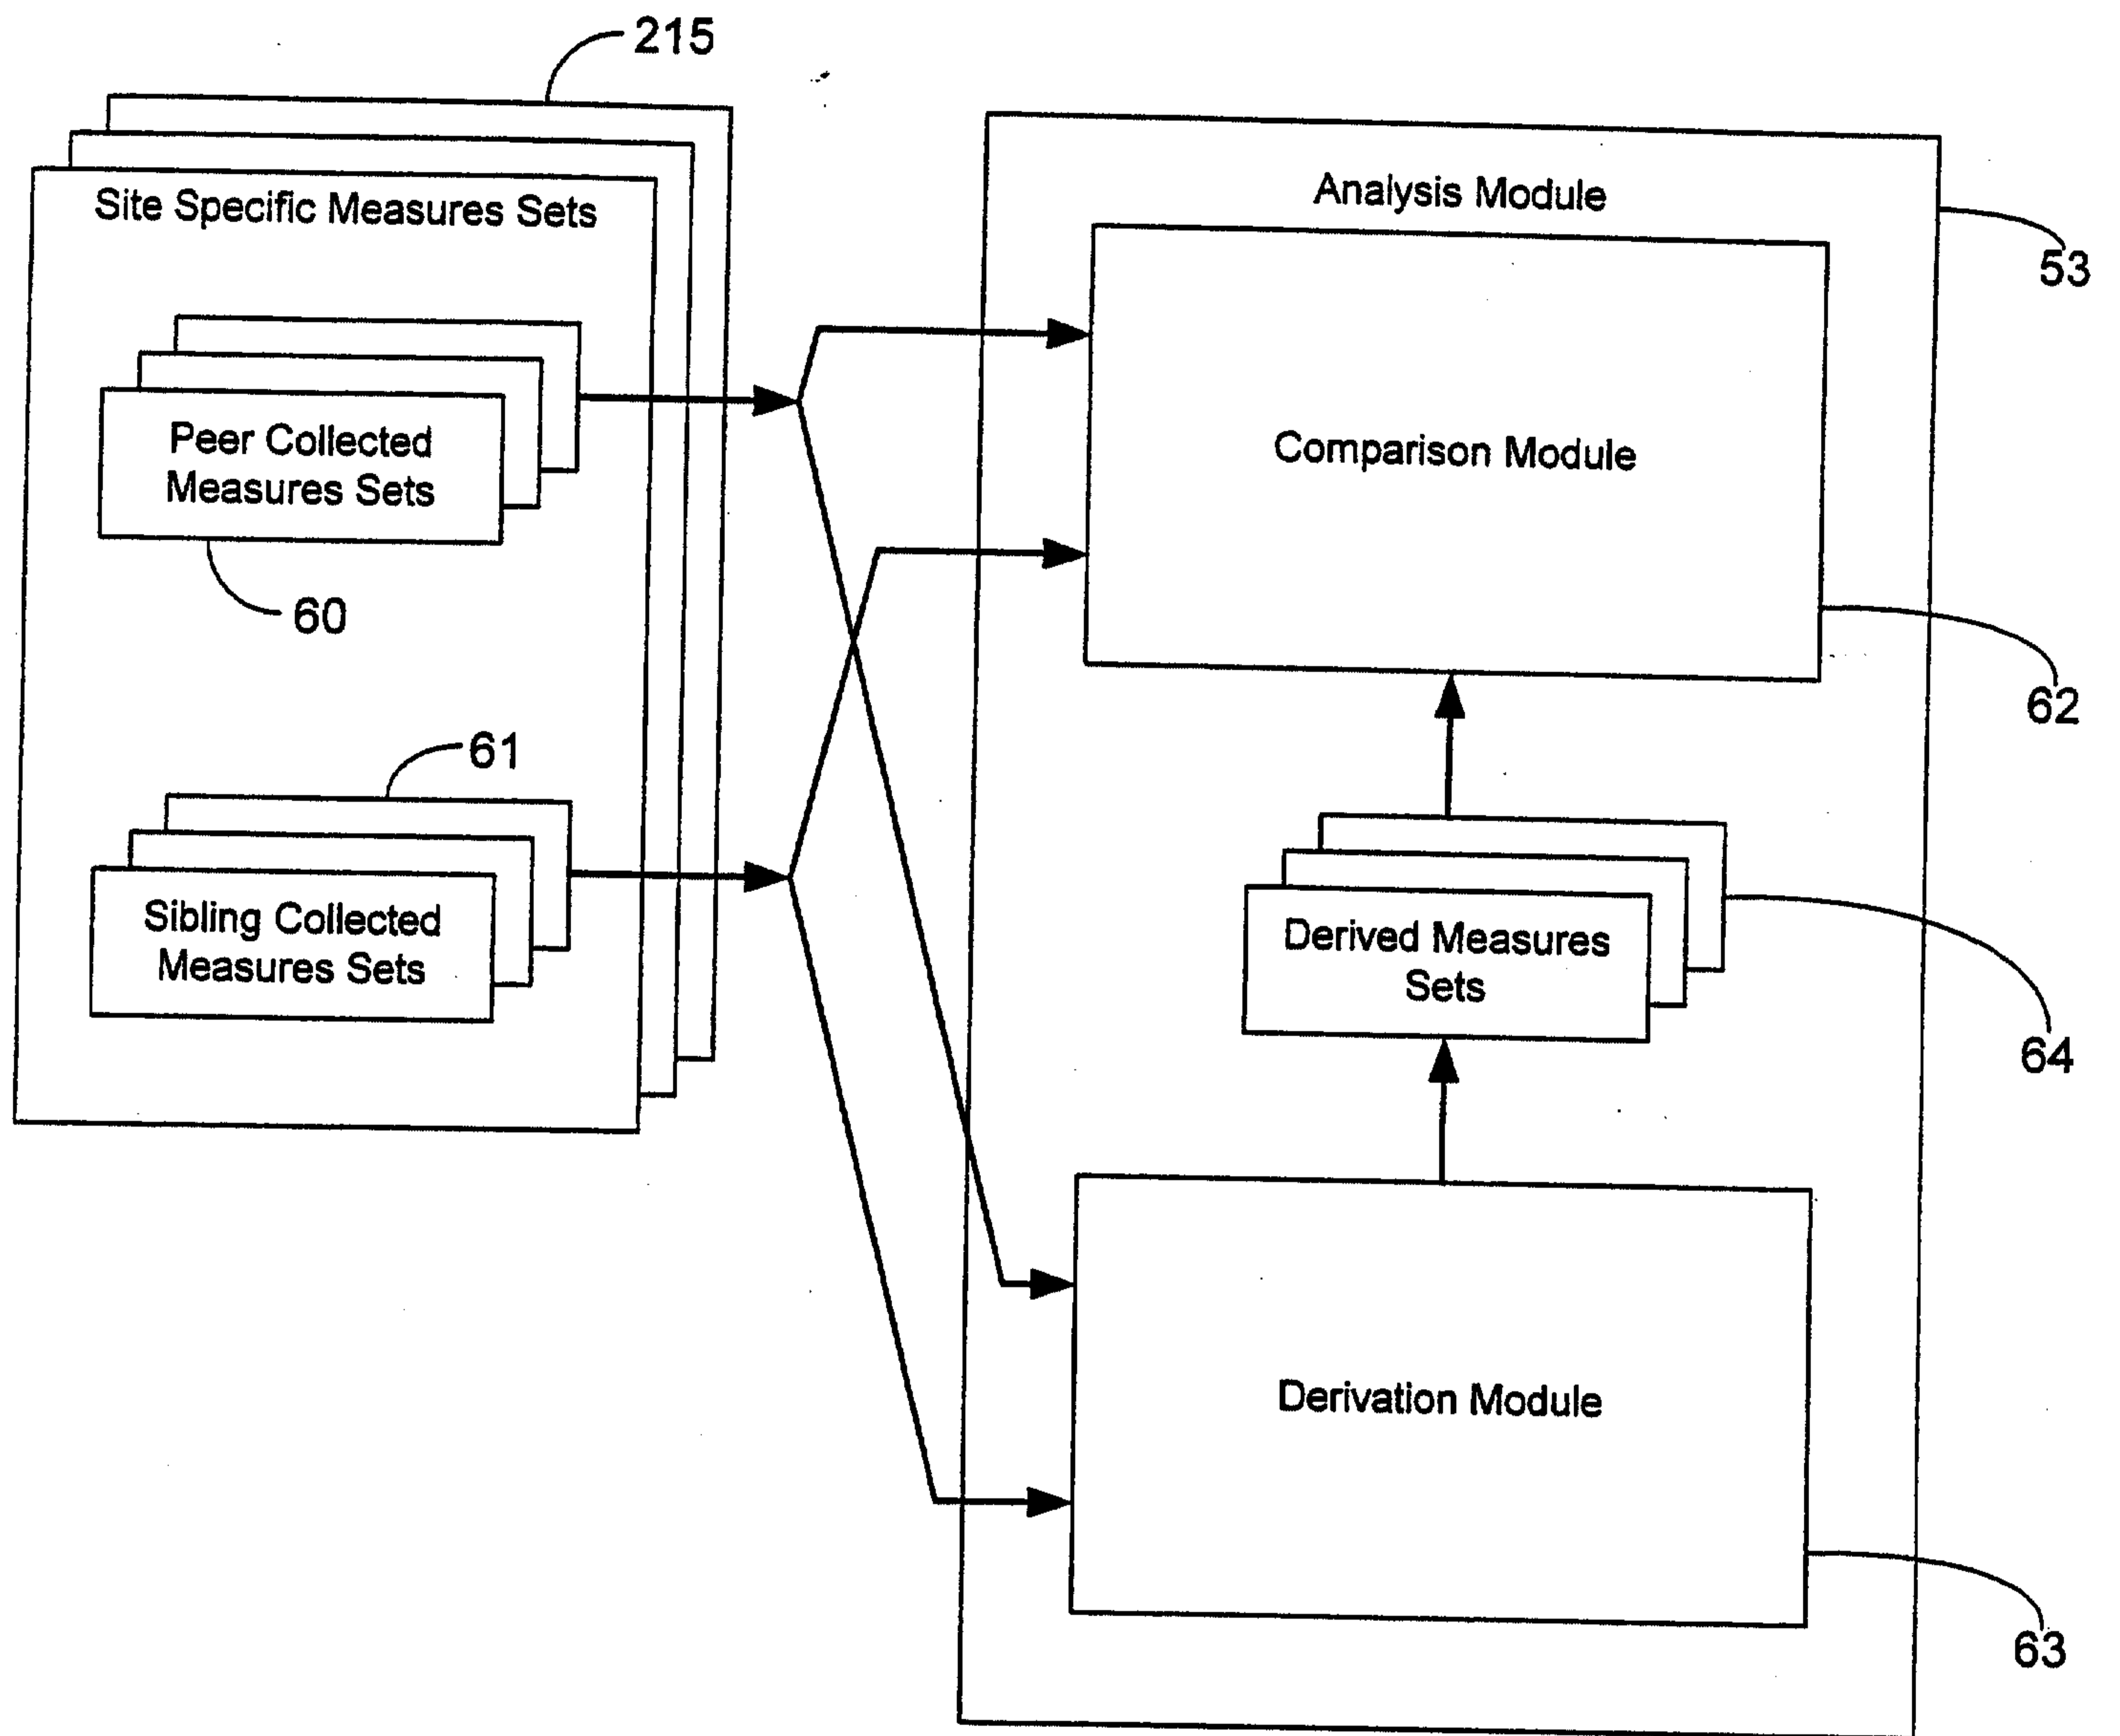 215
Site Specific Measures Sets
Peer Collected
Measures Sets
60
61
Sibling Collected
Measures Sets
Analysis Module
53
Comparison Module
62
Derived Measures
Sets
64
Derivation Module
63